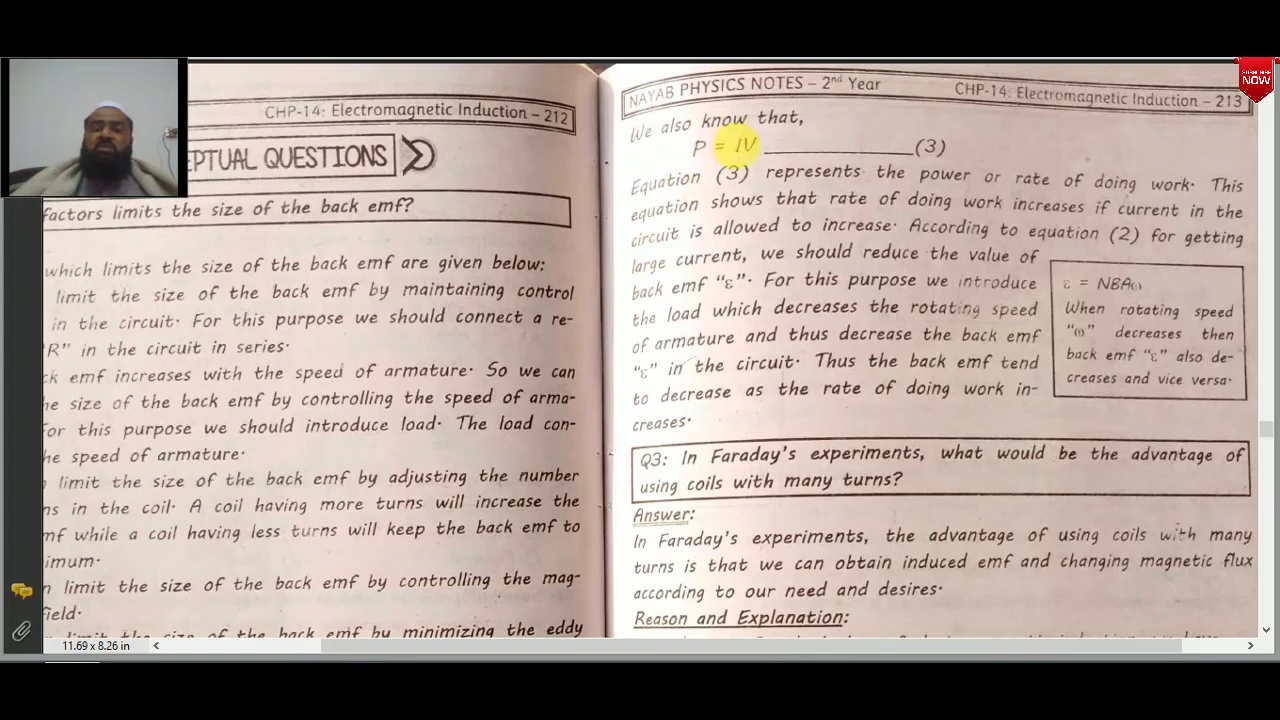 CHP-14: Electromagnetic Induction – 212
EPTUAL QUESTIONS
factors limits the size of the back emf?
which limits the size of the back emf are given below:
limit the size of the back emf by maintaining control
in the circuit. For this purpose we should connect a re-
"R" in the circuit in series.
ck emf increases with the speed of armature. So we can
he size of the back emf by controlling the speed of arma-
For this purpose we should introduce load. The load con-
he speed of armature.
limit the size of the back emf by adjusting the number
ns in the coil. A coil having more turns will increase the
mf while a coil having less turns will keep the back emf to
imum.
n limit the size of the back emf by controlling the mag-
field.
limit the size of the back emf by minimizing the eddy
NAYAB PHYSICS NOTES – 2nd Year
CHP-14: Electromagnetic Induction – 213
We also know that,
P = IV ____________(3)
Equation (3) represents the power or rate of doing work. This
equation shows that rate of doing work increases if current in the
circuit is allowed to increase. According to equation (2) for getting
large current, we should reduce the value of
back emf "ε". For this purpose we introduce
the load which decreases the rotating speed
of armature and thus decrease the back emf
"ε" in the circuit. Thus the back emf tend
to decrease as the rate of doing work in-
creases.
ε = NBAω
When rotating speed
"ω" decreases then
back emf "ε" also de-
creases and vice versa.
Q3: In Faraday's experiments, what would be the advantage of
using coils with many turns?
Answer:
In Faraday's experiments, the advantage of using coils with many
turns is that we can obtain induced emf and changing magnetic flux
according to our need and desires.
Reason and Explanation:
SUBSCRIBE
NOW
11.69 x 8.26 in